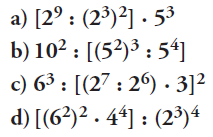 a) [2⁹ : (2³)²] · 5³
b) 10² : [(5²)³ : 5⁴]
c) 6³ : [(2⁷ : 2⁶) · 3]²
d) [(6²)² · 4⁴] : (2³)⁴